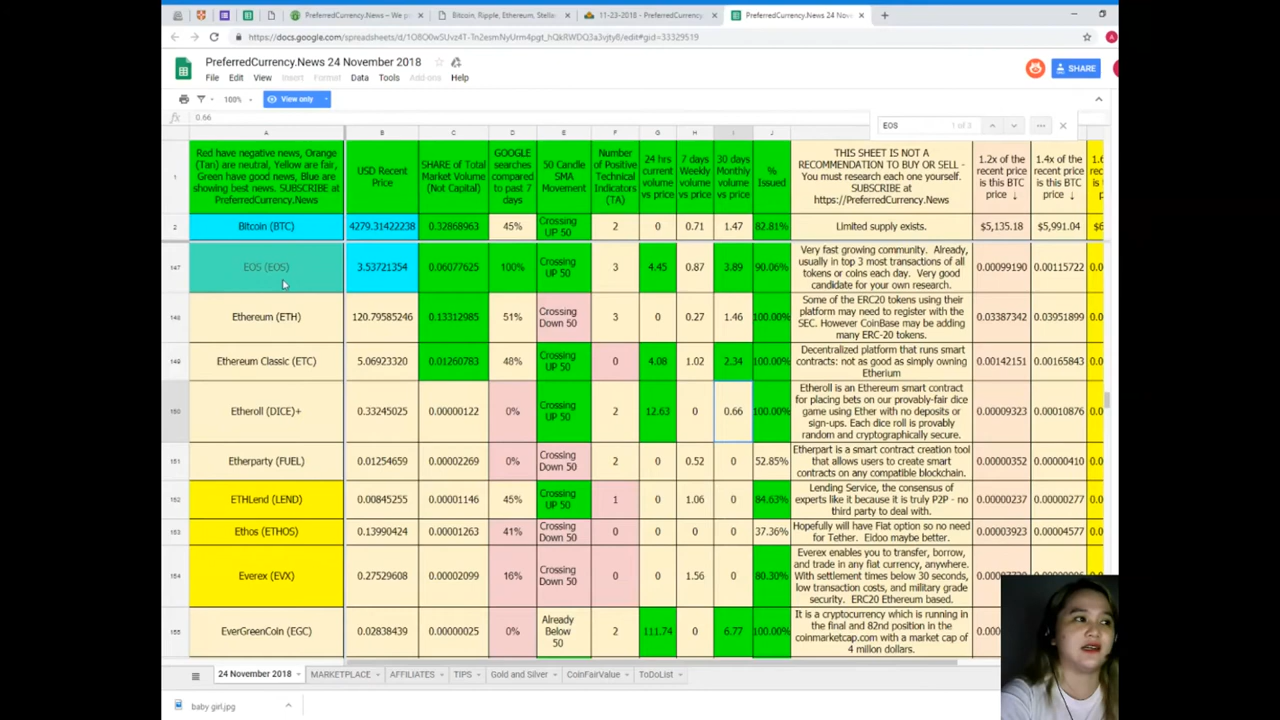 PreferredCurrency.News – We p
Bitcoin, Ripple, Ethereum, Stella
11-23-2018 - PreferredCurrency
PreferredCurrency.News 24 Nove
PreferredCurrency.News 24 November 2018
File Edit View Insert Format Data Tools Add-ons Help
SHARE
100% View only
fx 0.66
EOS 1 of 3
A B C D E F G H I J
1
Red have negative news, Orange
(Tan) are neutral, Yellow are fair,
Green have good news, Blue are
showing best news. SUBSCRIBE at
PreferredCurrency.News
USD Recent
Price
SHARE of Total
Market Volume
(Not Capital)
GOOGLE
searches
compared
to past 7
days
50 Candle
SMA
Movement
Number
of Positive
Technical
Indicators
(TA)
24 hrs
current
volume
vs price
7 days
Weekly
volume
vs price
30 days
Monthly
volume
vs price
%
Issued
THIS SHEET IS NOT A
RECOMMENDATION TO BUY OR SELL -
You must research each one yourself.
SUBSCRIBE at
https://PreferredCurrency.News
1.2x of the
recent price
is this BTC
price ↓
1.4x of the
recent price
is this BTC
price ↓
2 Bitcoin (BTC) 4279.31422238 0.32868963 45% Crossing UP 50 2 0 0.71 1.47 82.81% Limited supply exists. $5,135.18 $5,991.04
147 EOS (EOS) 3.53721354 0.06077625 100% Crossing UP 50 3 4.45 0.87 3.89 90.06%
Very fast growing community. Already,
usually in top 3 most transactions of all
tokens or coins each day. Very good
candidate for your own research.
0.00099190 0.00115722
148 Ethereum (ETH) 120.79585246 0.13312985 51% Crossing Down 50 3 0 0.27 1.46 100.00%
Some of the ERC20 tokens using their
platform may need to register with the
SEC. However CoinBase may be adding
many ERC-20 tokens.
0.03387342 0.03951899
149 Ethereum Classic (ETC) 5.06923320 0.01260783 48% Crossing UP 50 0 4.08 1.02 2.34 100.00%
Decentralized platform that runs smart
contracts: not as good as simply owning
Etherium
0.00142151 0.00165843
150 Etheroll (DICE)+ 0.33245025 0.00000122 0% Crossing UP 50 2 12.63 0 0.66 100.00%
Etheroll is an Ethereum smart contract
for placing bets on our provably-fair dice
game using Ether with no deposits or
sign-ups. Each dice roll is provably
random and cryptographically secure.
0.00009323 0.00010876
151 Etherparty (FUEL) 0.01254659 0.00002269 0% Crossing Down 50 2 0 0.52 0 52.85%
Etherpart is a smart contract creation tool
that allows users to create smart
contracts on any compatible blockchain.
0.00000352 0.00000410
152 ETHLend (LEND) 0.00845255 0.00001146 45% Crossing UP 50 1 0 1.06 0 84.63%
Lending Service, the consensus of
experts like it because it is truly P2P - no
third party to deal with.
0.00000237 0.00000277
153 Ethos (ETHOS) 0.13990424 0.00001263 41% Crossing Down 50 0 0 0 0 37.36%
Hopefully will have Fiat option so no need
for Tether. Eidoo maybe better.
0.00003923 0.00004577
154 Everex (EVX) 0.27529608 0.00002099 16% Crossing Down 50 0 0 1.56 0 80.30%
Everex enables you to transfer, borrow,
and trade in any fiat currency, anywhere.
With settlement times below 30 seconds,
low transaction costs, and military grade
security. ERC20 Ethereum based.
155 EverGreenCoin (EGC) 0.02838439 0.00000025 0% Already Below 50 2 111.74 0 6.77 100.00%
It is a cryptocurrency which is running in
the final and 82nd position in the
coinmarketcap.com with a market cap of
4 millon dollars.
24 November 2018 MARKETPLACE AFFILIATES TIPS Gold and Silver CoinFairValue ToDoList
baby girl.jpg